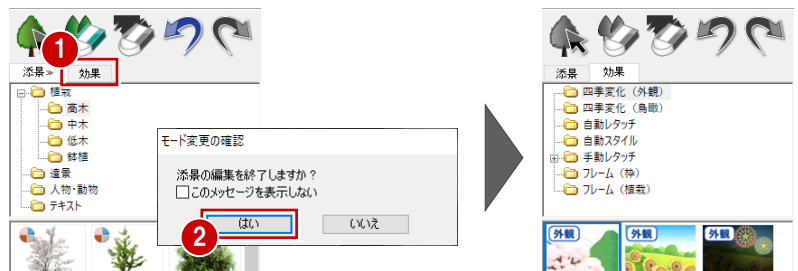 1
添景»
効果
植栽
高木
中木
低木
鉢植
遠景
人物・動物
テキスト
モード変更の確認
添景の編集を終了しますか？
このメッセージを表示しない
はい
いいえ
2
添景
効果
四季変化（外観）
四季変化（鳥瞰）
自動レタッチ
自動スタイル
手動レタッチ
フレーム（枠）
フレーム（植栽）
外観
外観
外観